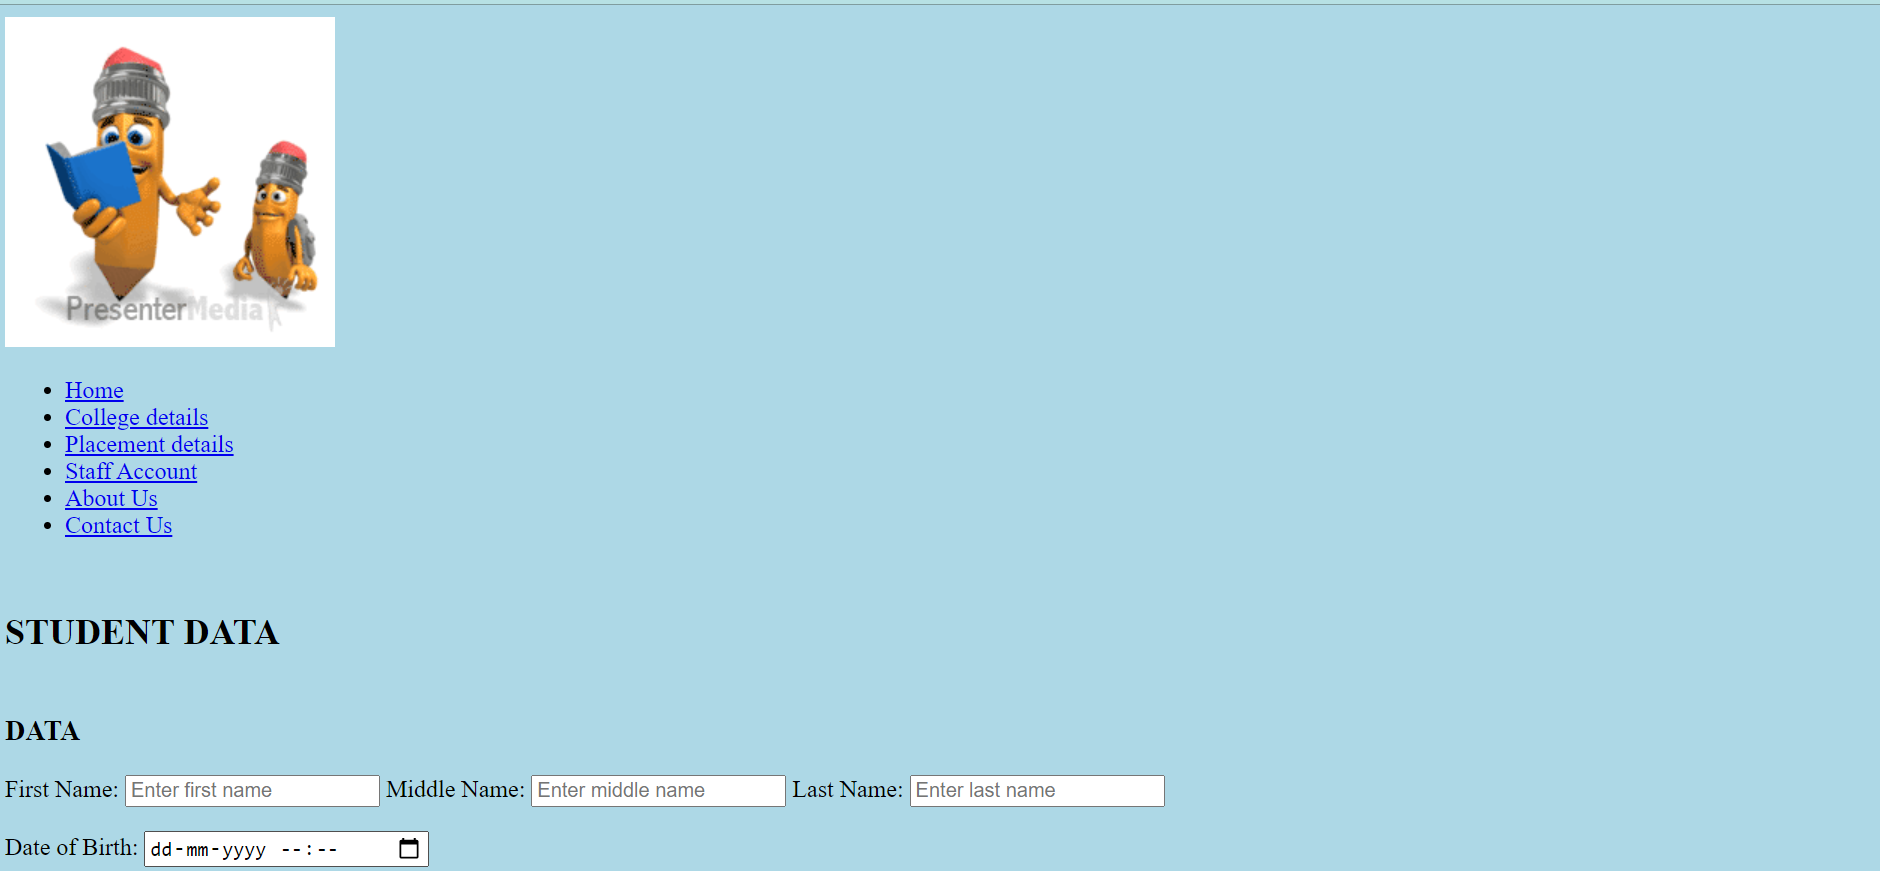 PresenterMedia
Home
College details
Placement details
Staff Account
About Us
Contact Us
STUDENT DATA
DATA
First Name: Enter first name Middle Name: Enter middle name Last Name: Enter last name
Date of Birth: dd-mm-yyyy --:--